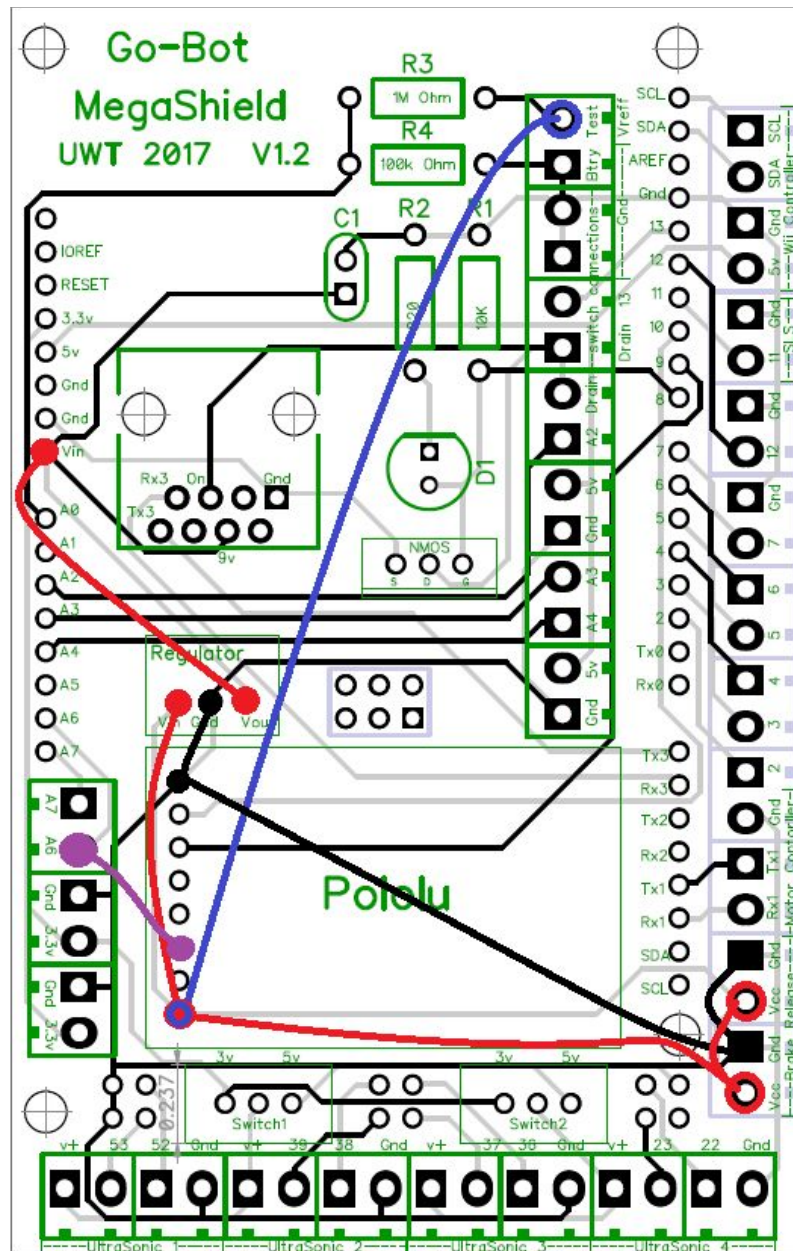 Go-Bot
MegaShield
UWT 2017 V1.2
R3
1M Ohm
R4
100k Ohm
C1
R2
R1
10K
Test
Vreff
Btry
-----Gnd-----
---switch connections---
13
Drain
Drain
A2
5v
Gnd
A3
A4
5v
Gnd
IOREF
RESET
3.3v
5v
Gnd
Gnd
Vin
A0
A1
A2
A3
A4
A5
A6
A7
Rx3
On
Gnd
Tx3
9v
D1
NMOS
S D G
Regulator
Vin Gnd Vout
Poiolu
SCL
SDA
AREF
Gnd
13
12
11
10
9
8
7
6
5
4
3
2
Tx0
Rx0
Tx3
Rx3
Tx2
Rx2
Tx1
Rx1
SDA
SCL
SCL
SDA
Gnd
5v
Gnd
11
Gnd
12
Gnd
7
6
5
4
3
2
Gnd
Tx1
Rx1
Gnd
Vcc
Gnd
Vcc
Wii Controller
SLS
Brake Release
A7
A6
Gnd
3.3v
Gnd
3.3v
0.237
3v 5v
Switch1
3v 5v
Switch2
v+ 53 52 Gnd v+ 39 38 Gnd v+ 37 36 Gnd v+ 23 22 Gnd
UltraSonic 1
UltraSonic 2
UltraSonic 3
UltraSonic 4